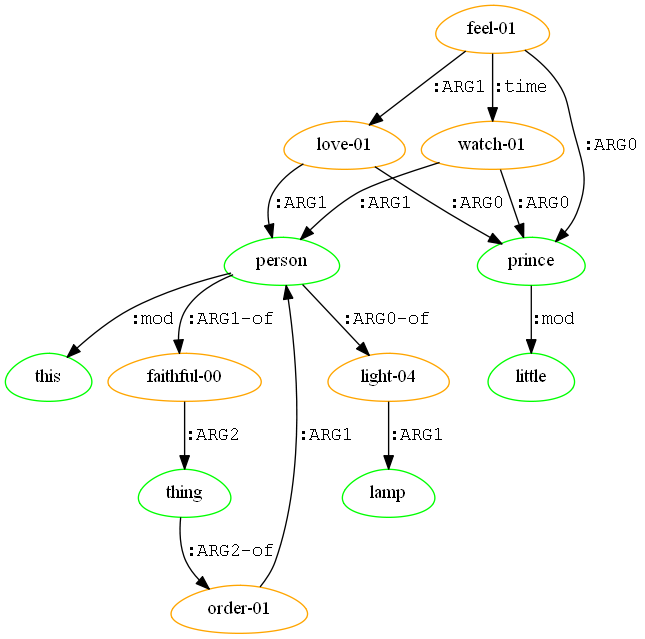 feel-01
:ARG1 :time
love-01 watch-01 :ARG0
:ARG1 :ARG1 :ARG0 :ARG0
person prince
:mod :ARG1-of :ARG0-of :mod
this faithful-00 light-04 little
:ARG2 :ARG1 :ARG1
thing lamp
:ARG2-of
order-01